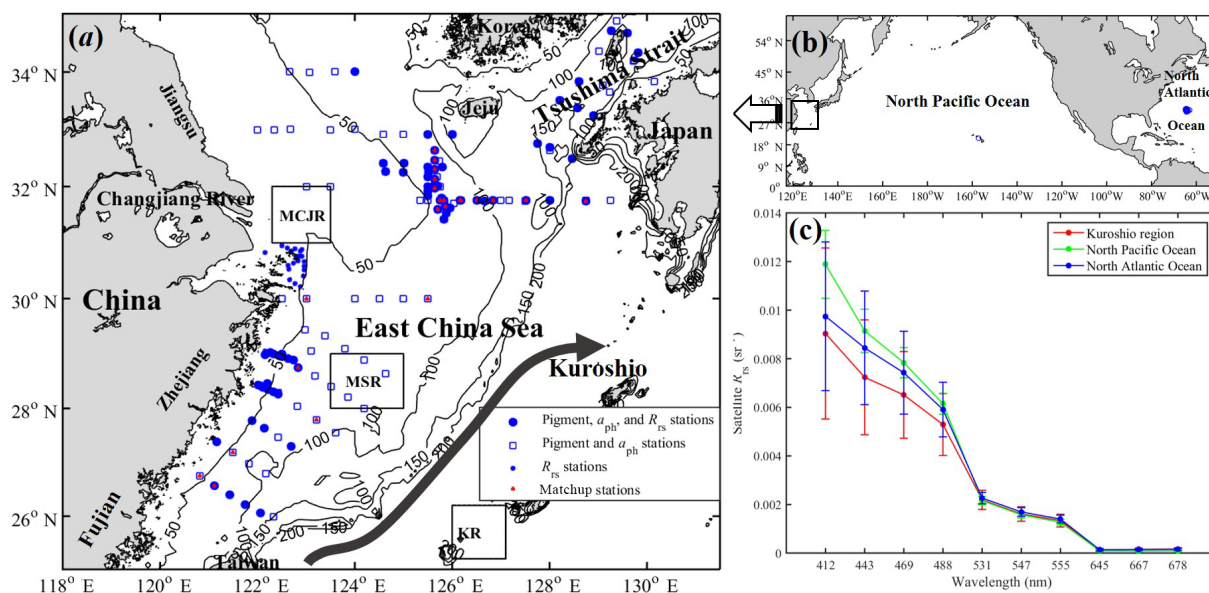 (a)
Korea
Tsushima Strait
Jeju
Japan
Jiangsu
Changjiang River
MCJR
China
East China Sea
Zhejiang
MSR
Kuroshio
Fujian
KR
Taiwan
Pigment, aph, and Rrs stations
Pigment and aph stations
Rrs stations
Matchup stations
34° N
32° N
30° N
28° N
26° N
118° E
120° E
122° E
124° E
126° E
128° E
130° E
50
100
150
200
(b)
North Pacific Ocean
North
Atlantic
Ocean
54°N
45°N
36°N
27°N
18°N
9°N
0°
120°E
140°E
160°E
180°W
160°W
140°W
120°W
100°W
80°W
60°W
(c)
Kuroshio region
North Pacific Ocean
North Atlantic Ocean
Satellite Rrs (sr-)
0.014
0.012
0.01
0.008
0.006
0.004
0.002
0
412
443
469
488
531
547
555
645
667
678
Wavelength (nm)